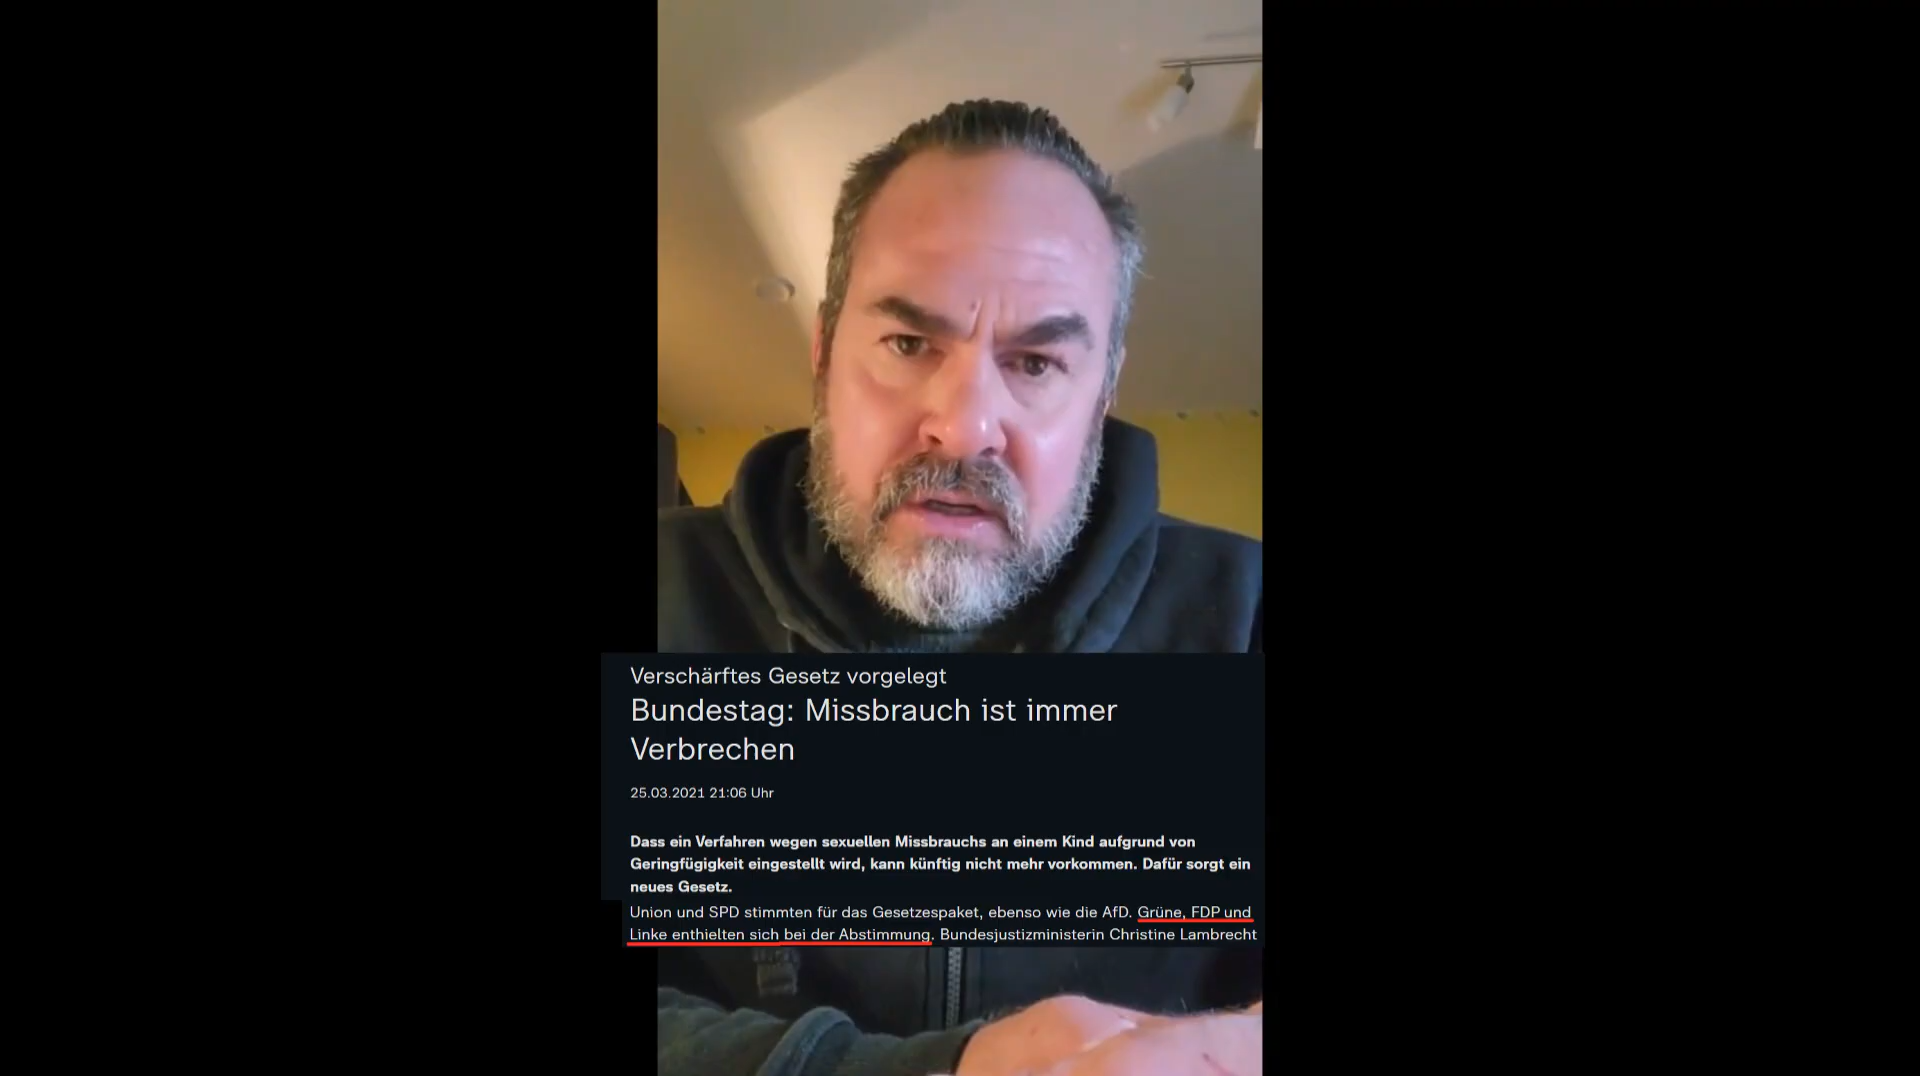 Verschärftes Gesetz vorgelegt
Bundestag: Missbrauch ist immer
Verbrechen
25.03.2021 21:06 Uhr
Dass ein Verfahren wegen sexuellen Missbrauchs an einem Kind aufgrund von
Geringfügigkeit eingestellt wird, kann künftig nicht mehr vorkommen. Dafür sorgt ein
neues Gesetz.
Union und SPD stimmten für das Gesetzespaket, ebenso wie die AfD. Grüne, FDP und
Linke enthielten sich bei der Abstimmung. Bundesjustizministerin Christine Lambrecht